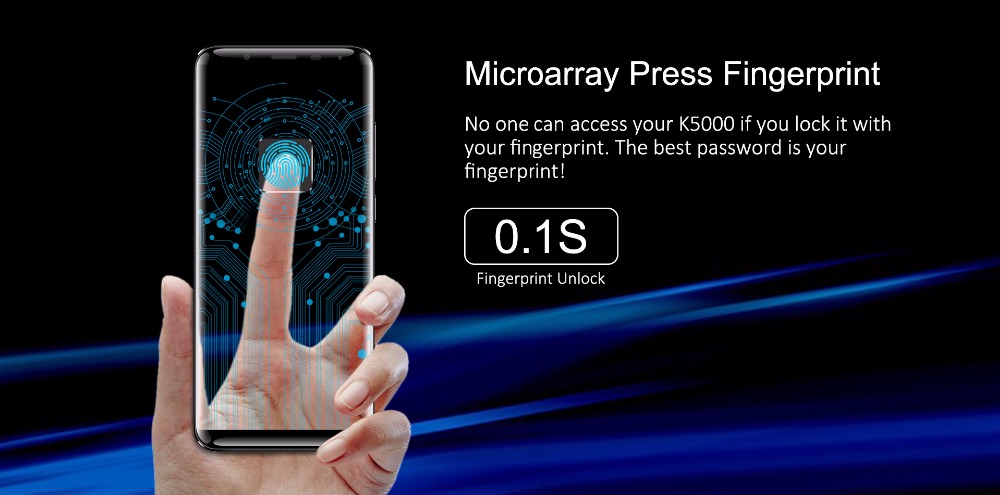 Microarray Press Fingerprint
No one can access your K5000 if you lock it with
your fingerprint. The best password is your
fingerprint!
0.1S
Fingerprint Unlock